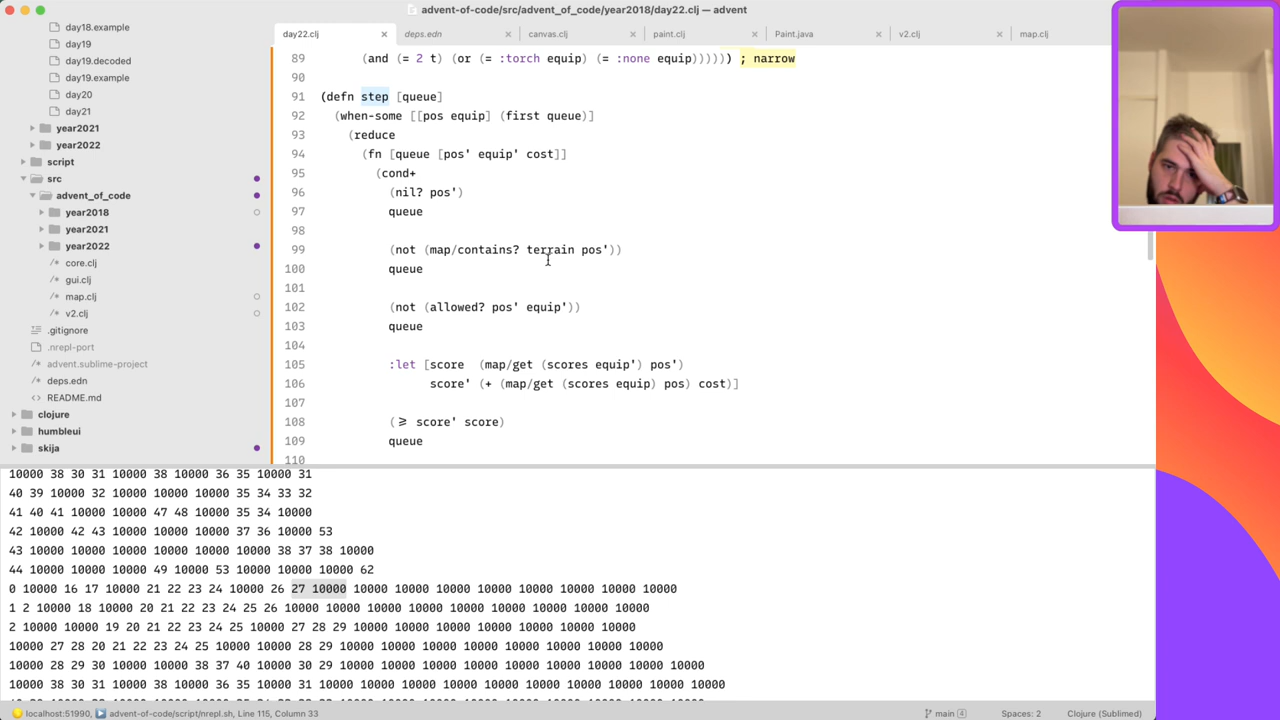 advent-of-code/src/advent_of_code/year2018/day22.clj — advent
day22.clj × deps.edn × canvas.clj × paint.clj × Paint.java × v2.clj × map.clj
day18.example
day19
day19.decoded
day19.example
day20
day21
year2021
year2022
script
src
advent_of_code
year2018
year2021
year2022
/* core.clj
/* gui.clj
/* map.clj
/* v2.clj
.gitignore
.nrepl-port
advent.sublime-project
deps.edn
README.md
clojure
humbleui
skija
89 (and (= 2 t) (or (= :torch equip) (= :none equip))))) ; narrow
90
91 (defn step [queue]
92 (when-some [[pos equip] (first queue)]
93 (reduce
94 (fn [queue [pos' equip' cost]]
95 (cond+
96 (nil? pos')
97 queue
98
99 (not (map/contains? terrain pos'))
100 queue
101
102 (not (allowed? pos' equip'))
103 queue
104
105 :let [score (map/get (scores equip') pos')
106 score' (+ (map/get (scores equip) pos) cost)]
107
108 (≥ score' score)
109 queue
110
10000 38 30 31 10000 38 10000 36 35 10000 31
40 39 10000 32 10000 10000 10000 35 34 33 32
41 40 41 10000 10000 47 48 10000 35 34 10000
42 10000 42 43 10000 10000 10000 37 36 10000 53
43 10000 10000 10000 10000 10000 10000 38 37 38 10000
44 10000 10000 10000 49 10000 53 10000 10000 10000 62
0 10000 16 17 10000 21 22 23 24 10000 26 27 10000 10000 10000 10000 10000 10000 10000 10000 10000
1 2 10000 18 10000 20 21 22 23 24 25 26 10000 10000 10000 10000 10000 10000 10000 10000 10000
2 10000 10000 19 20 21 22 23 24 25 10000 27 28 29 10000 10000 10000 10000 10000 10000 10000
10000 27 28 20 21 22 23 24 25 10000 10000 28 29 10000 10000 10000 10000 10000 10000 10000 10000
10000 28 29 30 10000 10000 38 37 40 10000 30 29 10000 10000 10000 10000 10000 10000 10000 10000 10000
10000 38 30 31 10000 38 10000 36 35 10000 31 10000 10000 10000 10000 10000 10000 10000 10000 10000 10000
localhost:51990, advent-of-code/script/nrepl.sh, Line 115, Column 33 main 4 Spaces: 2 Clojure (Sublimed)